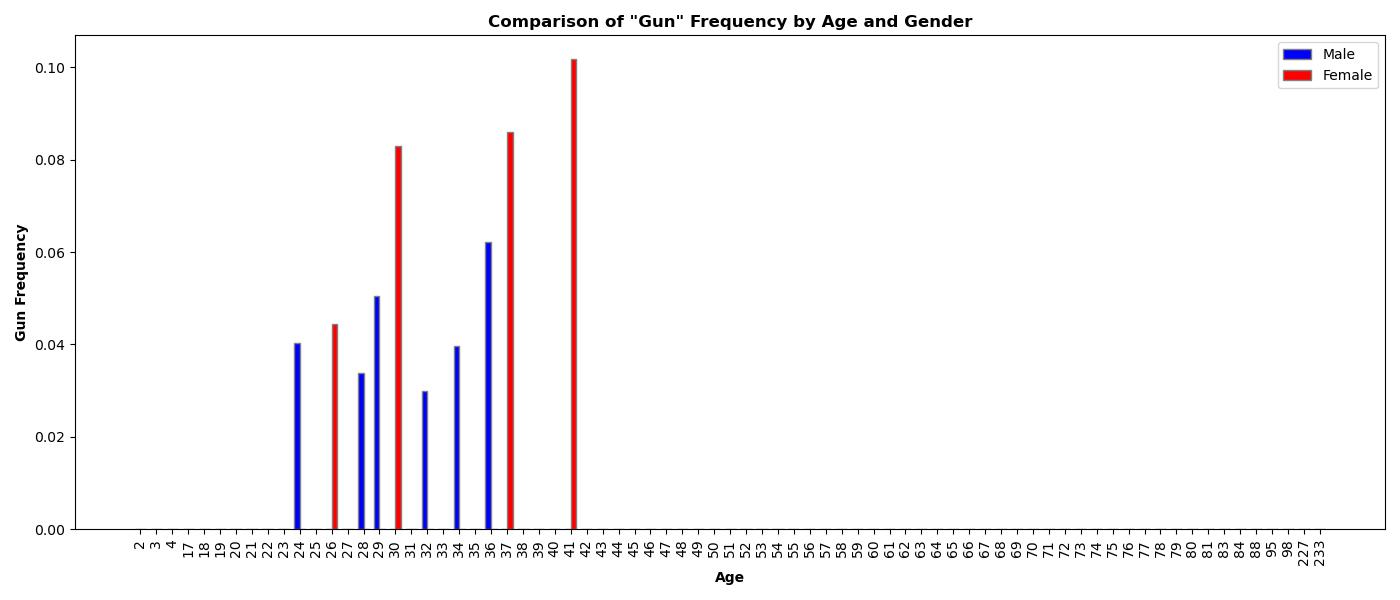 Comparison of "Gun" Frequency by Age and Gender
Male
Female
Gun Frequency
0.10
0.08
0.06
0.04
0.02
0.00
2 3 4 17 18 19 20 21 22 23 24 25 26 27 28 29 30 31 32 33 34 35 36 37 38 39 40 41 42 43 44 45 46 47 48 49 50 51 52 53 54 55 56 57 58 59 60 61 62 63 64 65 66 67 68 69 70 71 72 73 74 75 76 77 78 79 80 81 83 84 88 95 98 227 233
Age